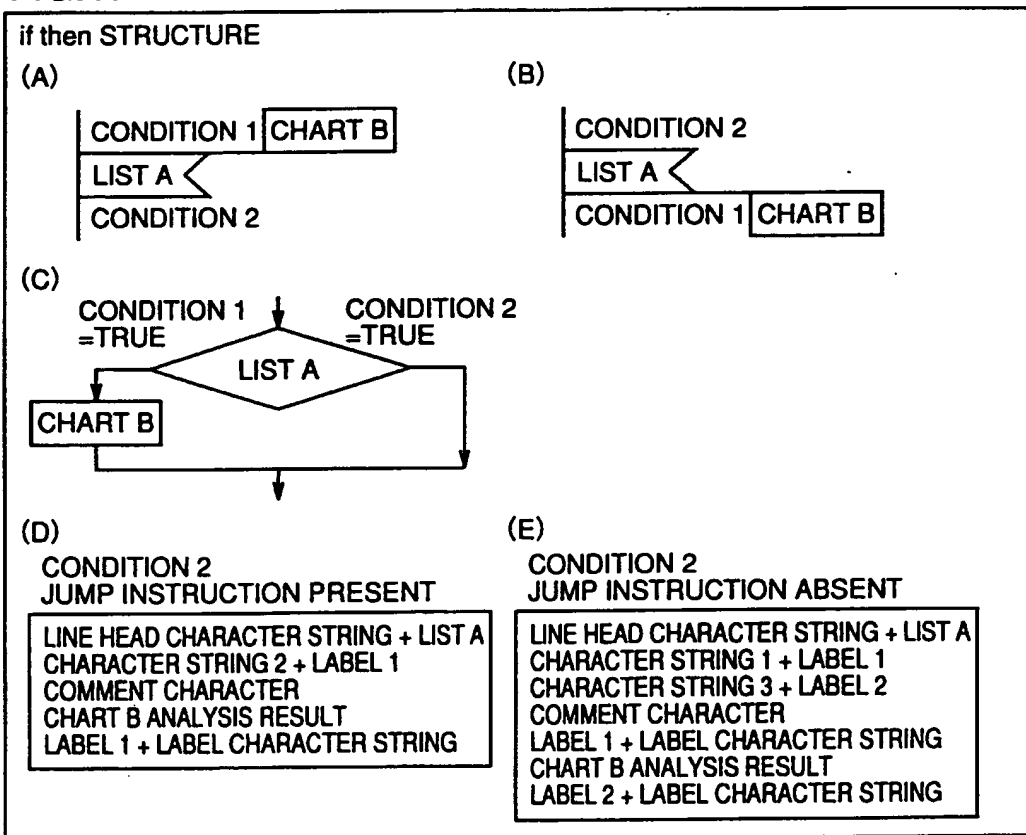 if then STRUCTURE
(A)
CONDITION 1 CHART B
LIST A
CONDITION 2
(B)
CONDITION 2
LIST A
CONDITION 1 CHART B
(C)
CONDITION 1
=TRUE
CONDITION 2
=TRUE
LIST A
CHART B
(D)
CONDITION 2
JUMP INSTRUCTION PRESENT
LINE HEAD CHARACTER STRING + LIST A
CHARACTER STRING 2 + LABEL 1
COMMENT CHARACTER
CHART B ANALYSIS RESULT
LABEL 1 + LABEL CHARACTER STRING
(E)
CONDITION 2
JUMP INSTRUCTION ABSENT
LINE HEAD CHARACTER STRING + LIST A
CHARACTER STRING 1 + LABEL 1
CHARACTER STRING 3 + LABEL 2
COMMENT CHARACTER
LABEL 1 + LABEL CHARACTER STRING
CHART B ANALYSIS RESULT
LABEL 2 + LABEL CHARACTER STRING